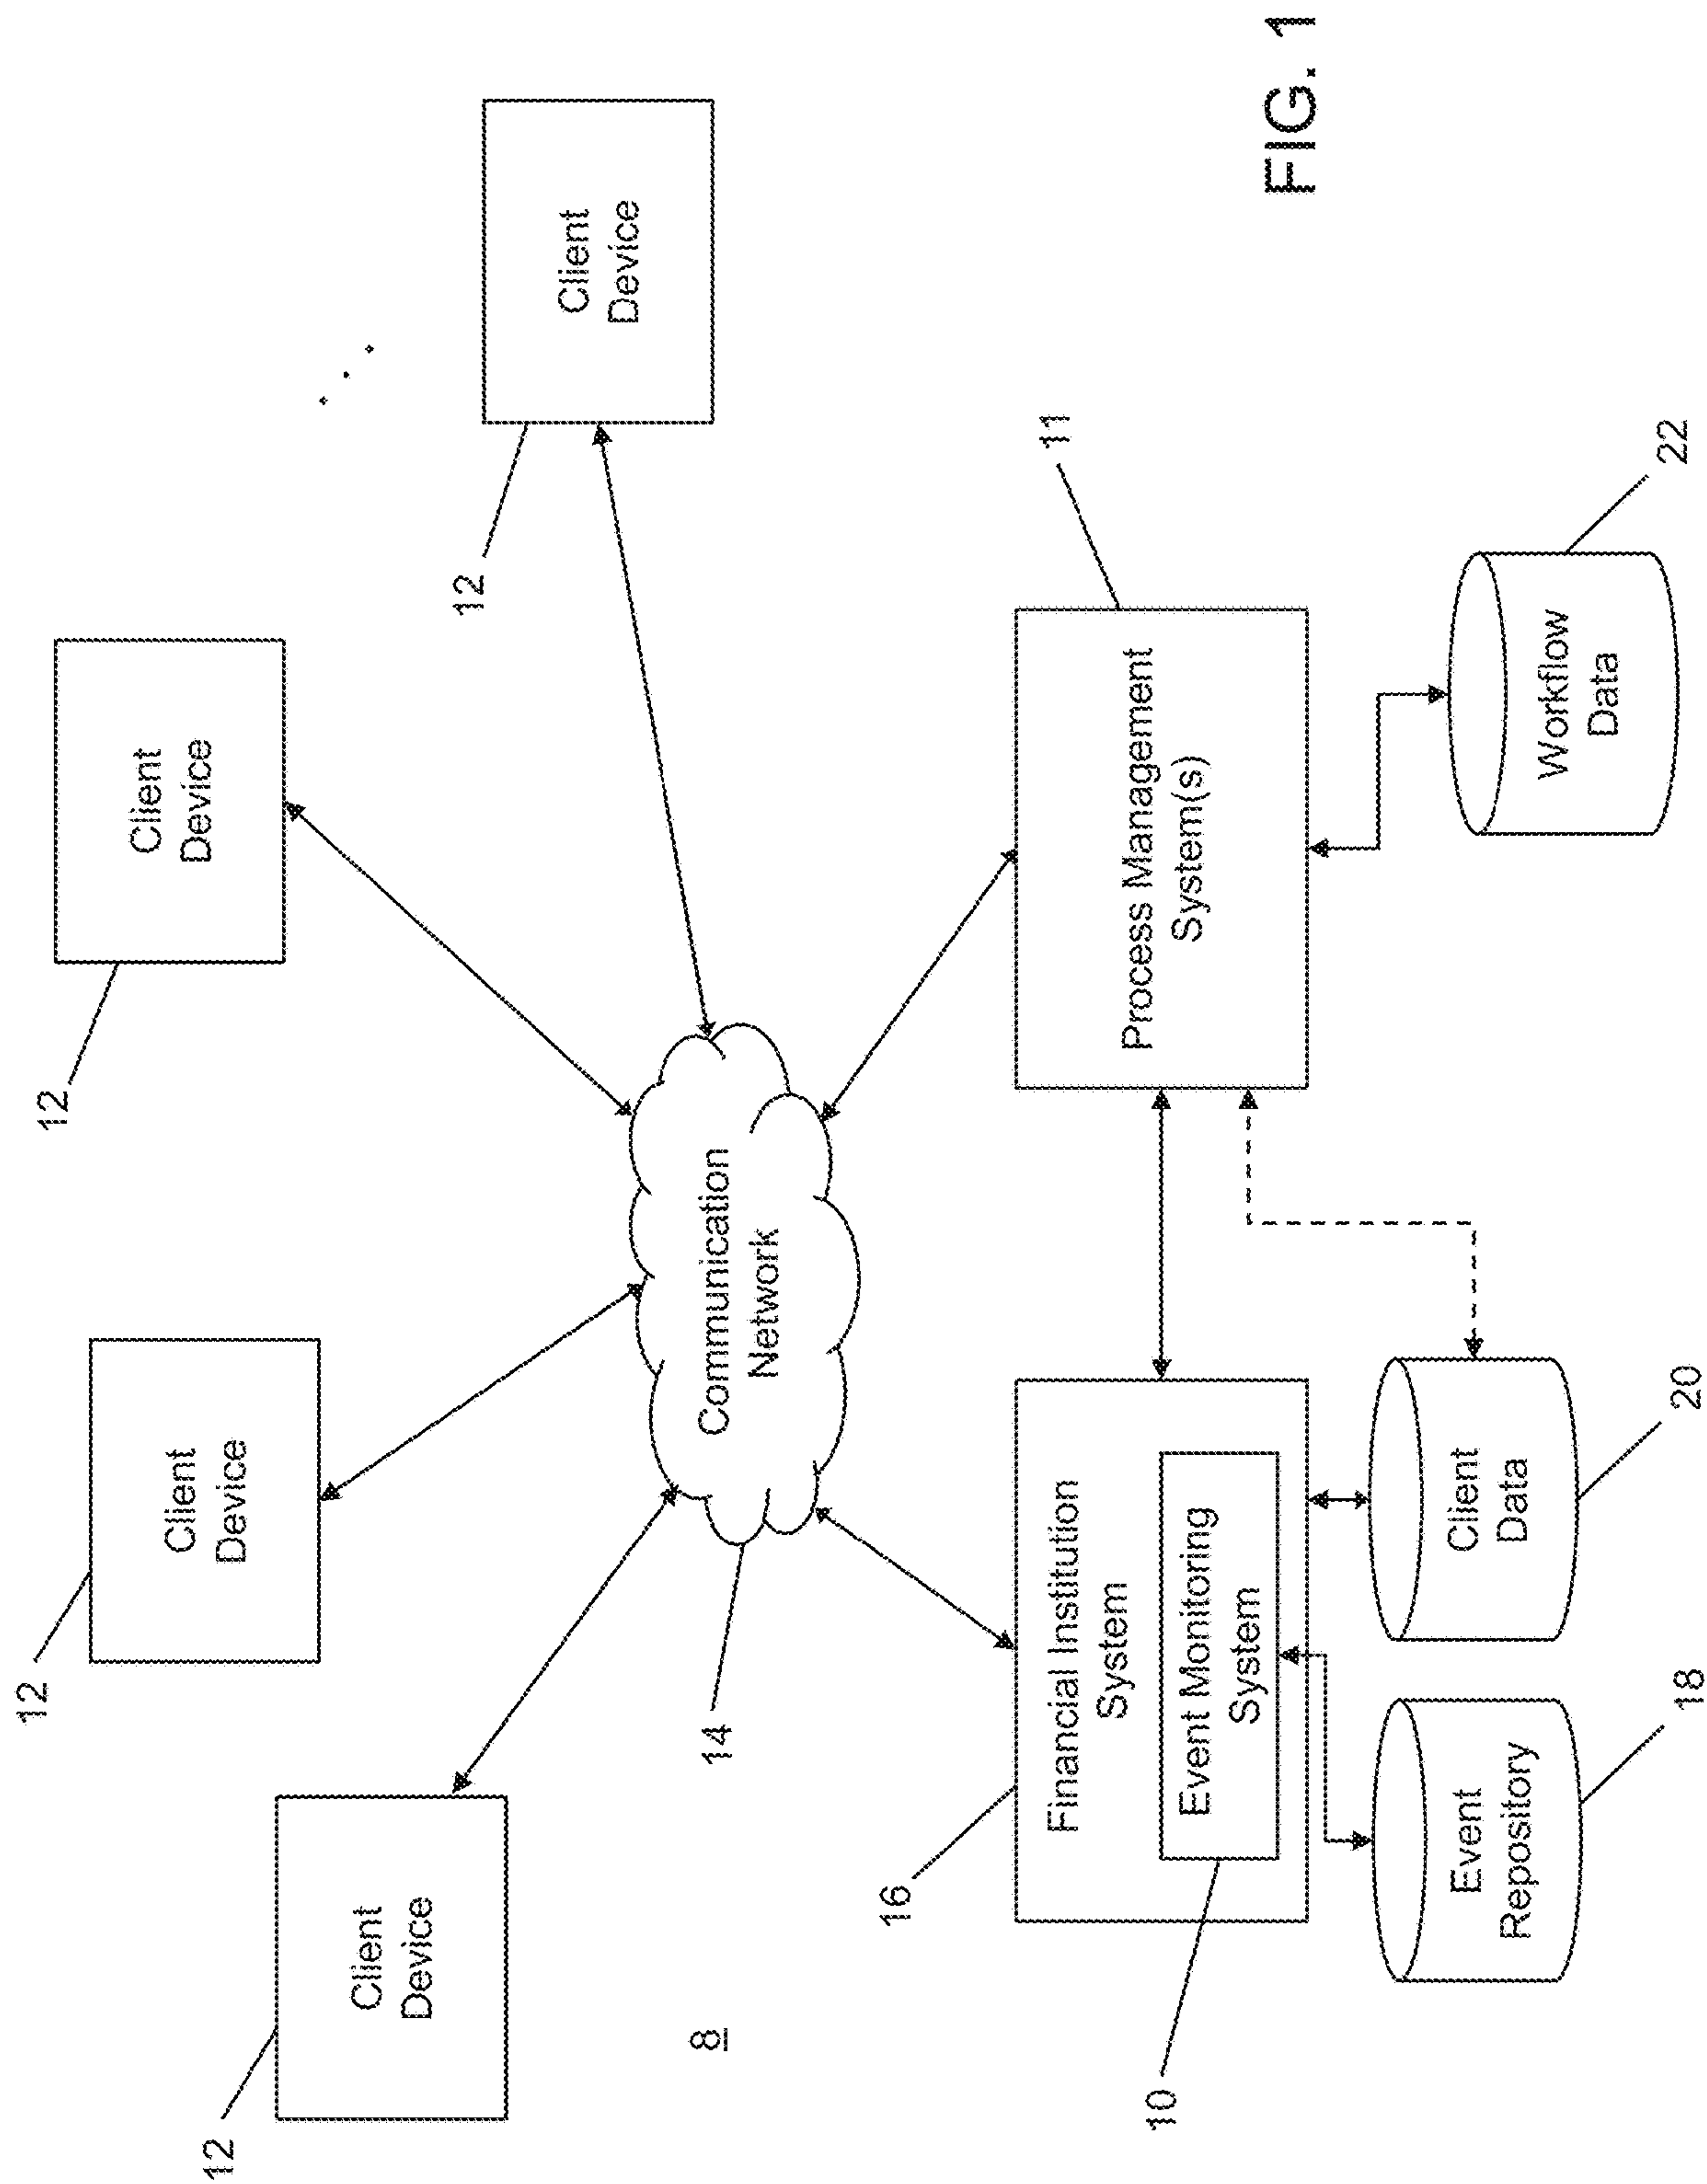 12
Client
Device
12
Client
Device
12
Client
Device
12
Client
Device
8
14
Communication
Network
16
Financial Institution
System
10
Event Monitoring
System
11
Process Management
System(s)
Event
Repository
18
Client
Data
20
Workflow
Data
22
FIG. 1